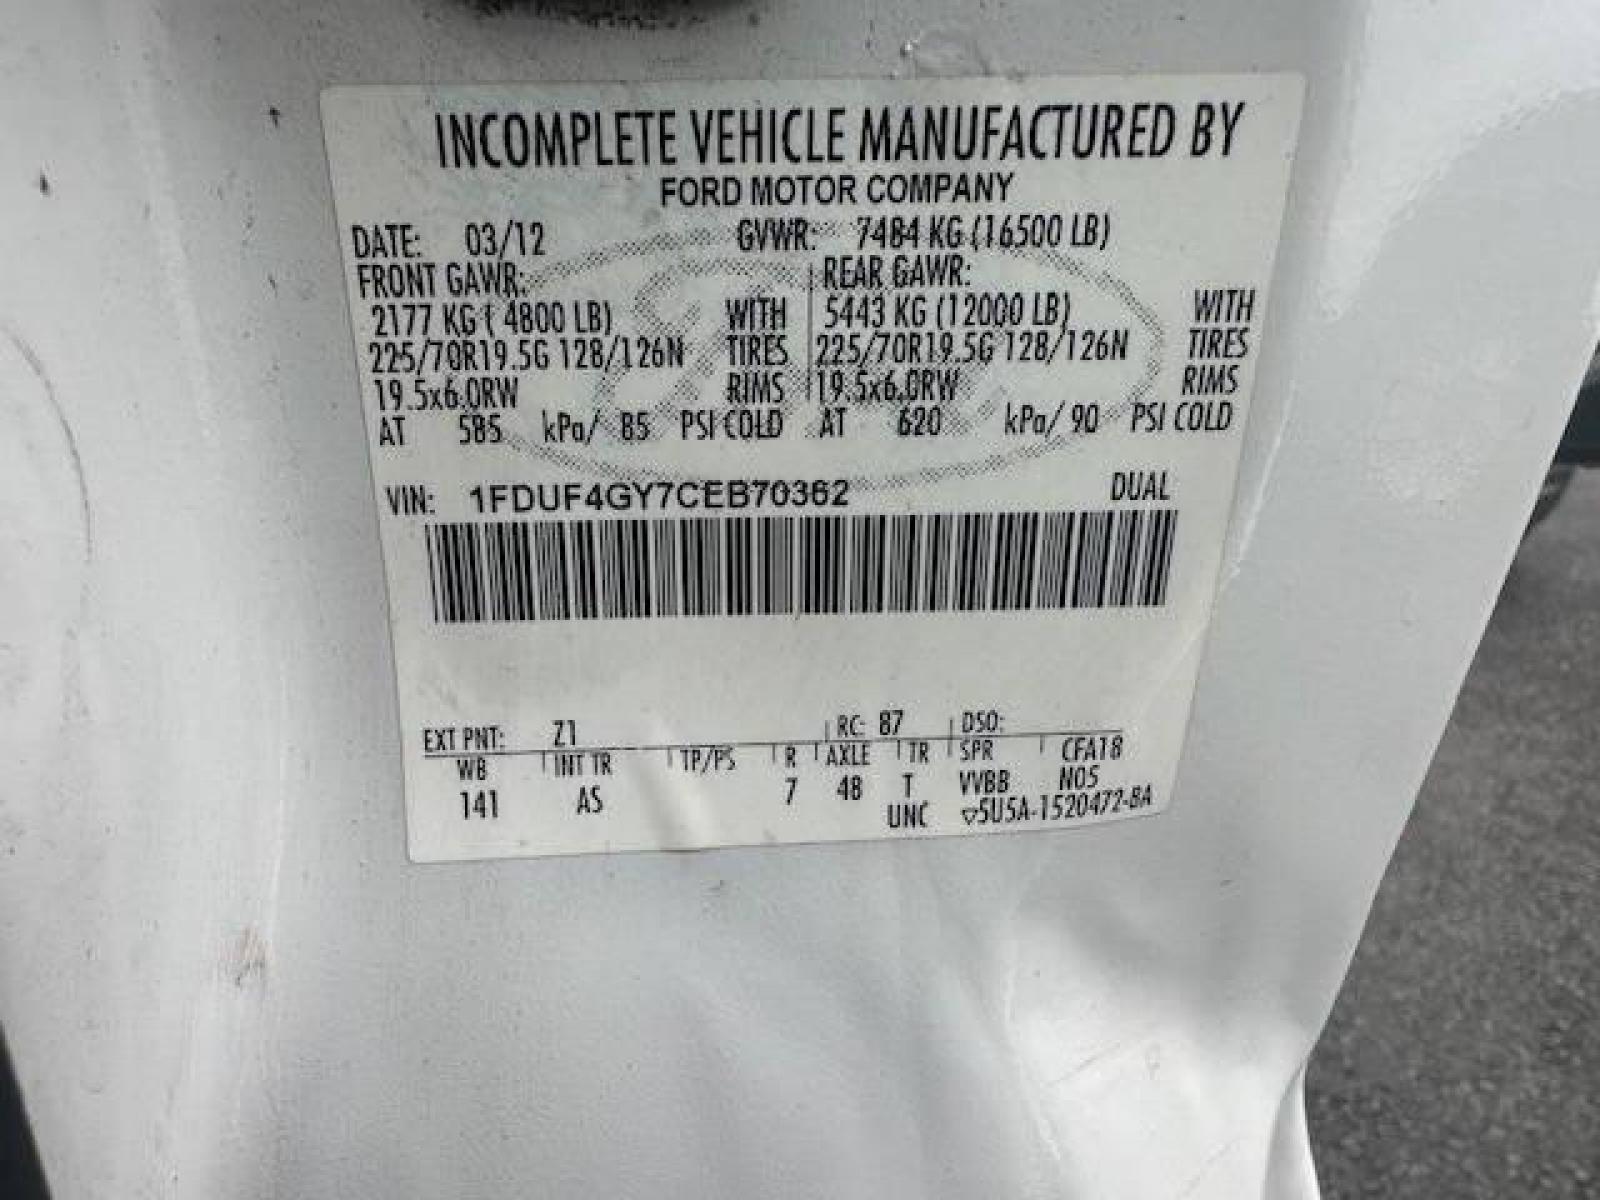 INCOMPLETE VEHICLE MANUFACTURED BY
FORD MOTOR COMPANY
DATE: 03/12 GVWR: 7484 KG (16500 LB)
FRONT GAWR: REAR GAWR:
2177 KG ( 4800 LB) WITH 5443 KG (12000 LB) WITH
225/70R19.5G 128/126N TIRES 225/70R19.5G 128/126N TIRES
19.5x6.0RW RIMS 19.5x6.0RW RIMS
AT 585 kPa/ 85 PSI COLD AT 620 kPa/ 90 PSI COLD
VIN: 1FDUF4GY7CEB70362 DUAL
EXT PNT: Z1 RC: 87 DSO:
WB INT TR TP/PS R AXLE TR SPR CFA18
141 AS 7 48 T VVBB N05
UNC ▽5U5A-1520472-BA